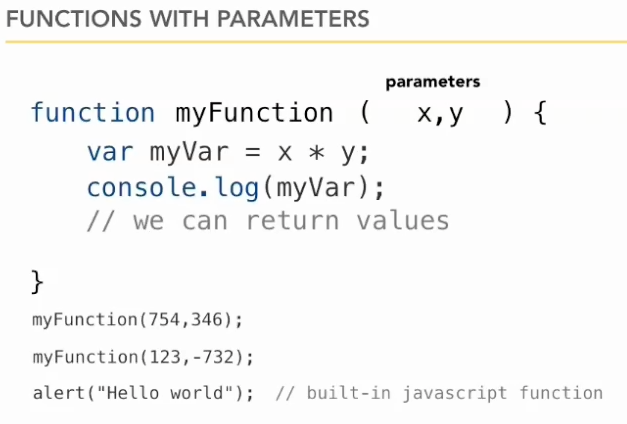 FUNCTIONS WITH PARAMETERS
parameters
function myFunction ( x,y ) {
var myVar = x * y;
console.log(myVar);
// we can return values
}
myFunction(754,346);
myFunction(123,-732);
alert("Hello world"); // built-in javascript function